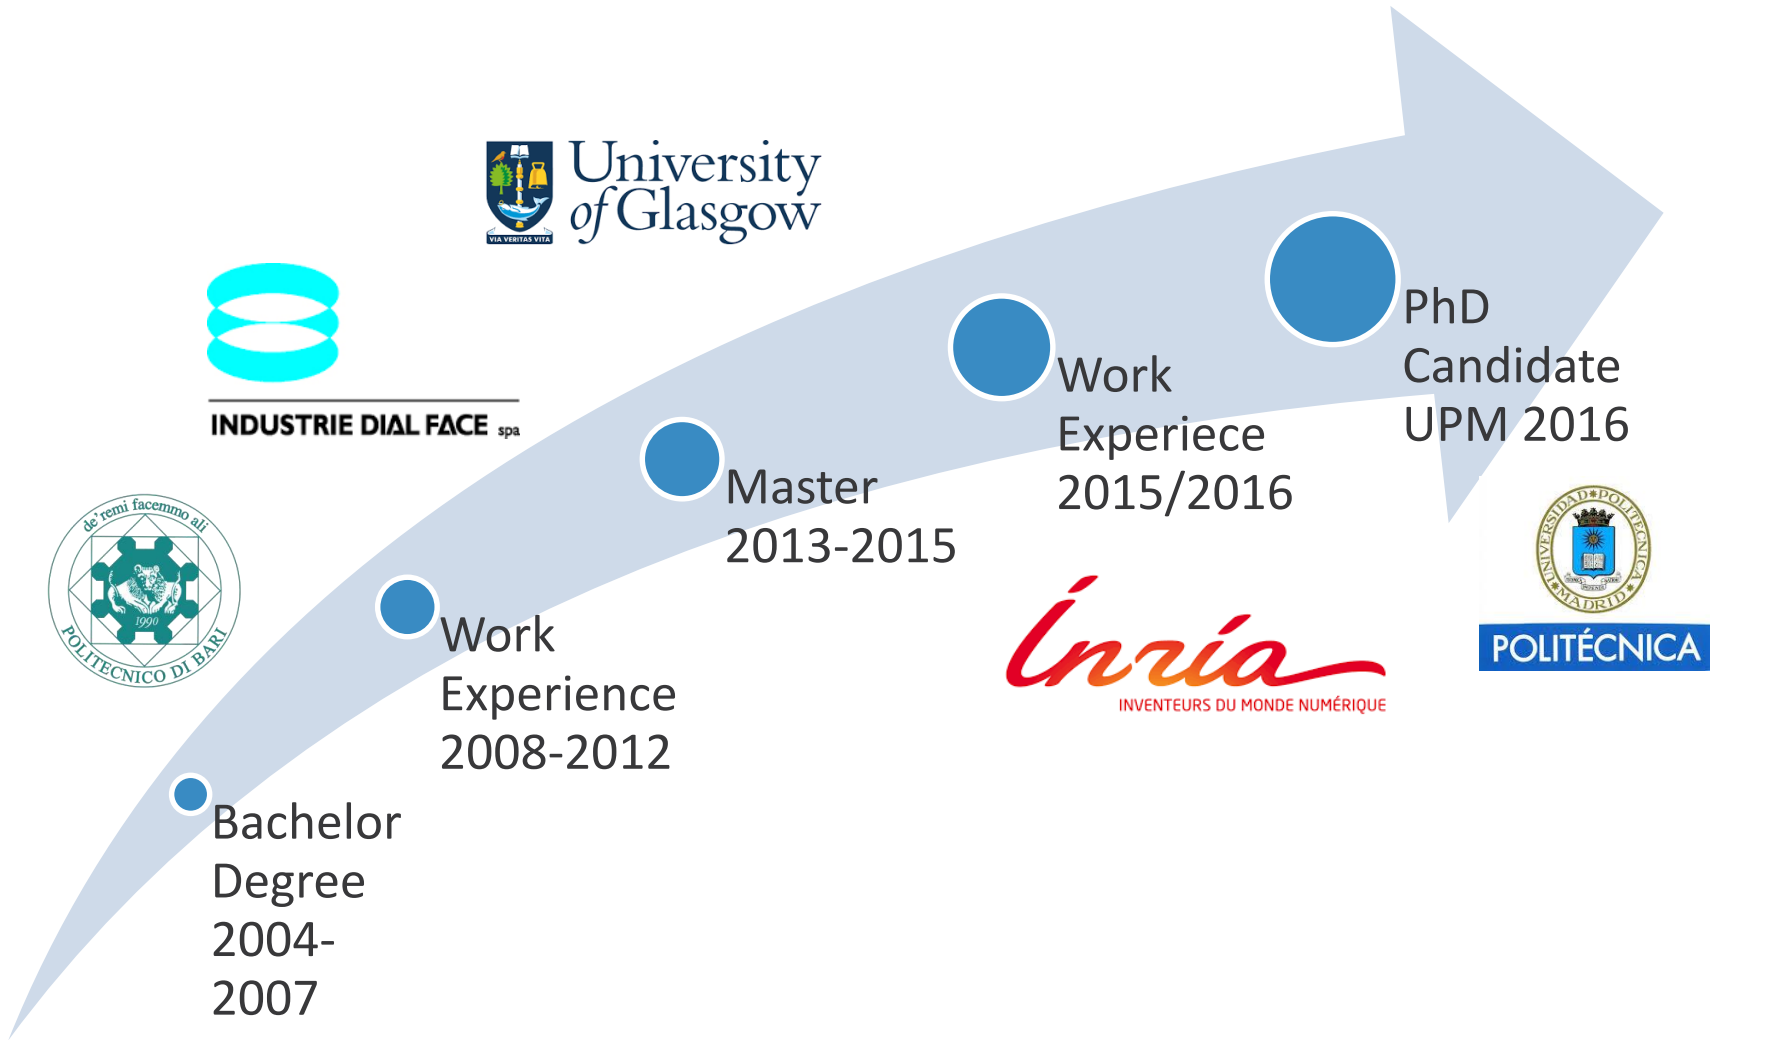 University
of Glasgow
VIA VERITAS VITA
INDUSTRIE DIAL FACE spa
de'remi facemmo ali
1990
POLITECNICO DI BARI
Bachelor
Degree
2004-
2007
Work
Experience
2008-2012
Master
2013-2015
Work
Experiece
2015/2016
PhD
Candidate
UPM 2016
Inría
INVENTEURS DU MONDE NUMÉRIQUE
UNIVERSIDAD POLITECNICA
MADRID
POLITÉCNICA